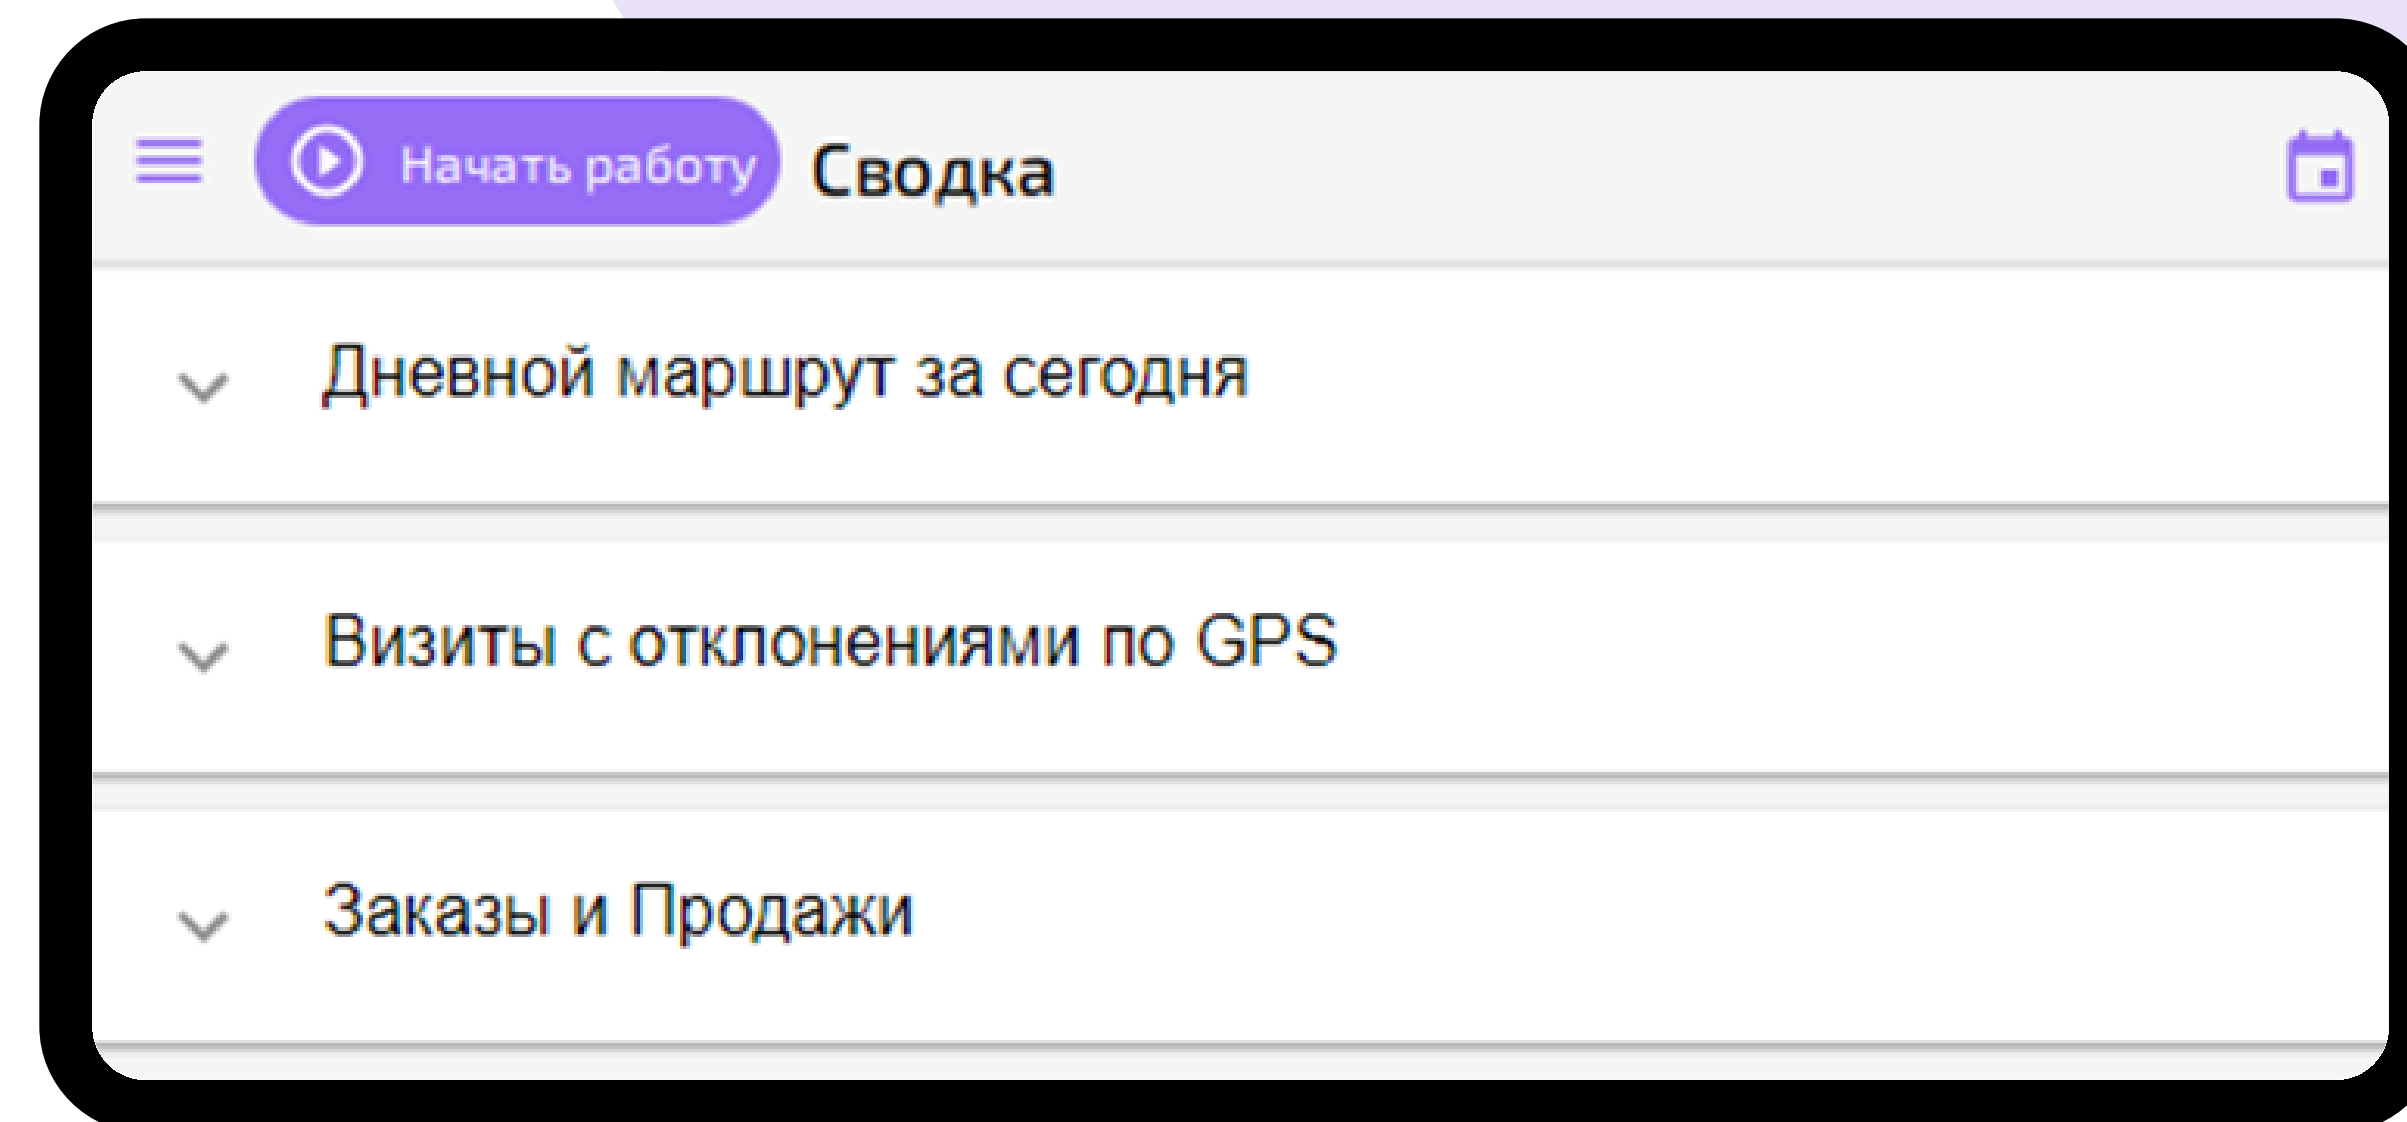 Начать работу Сводка
Дневной маршрут за сегодня
Визиты с отклонениями по GPS
Заказы и Продажи